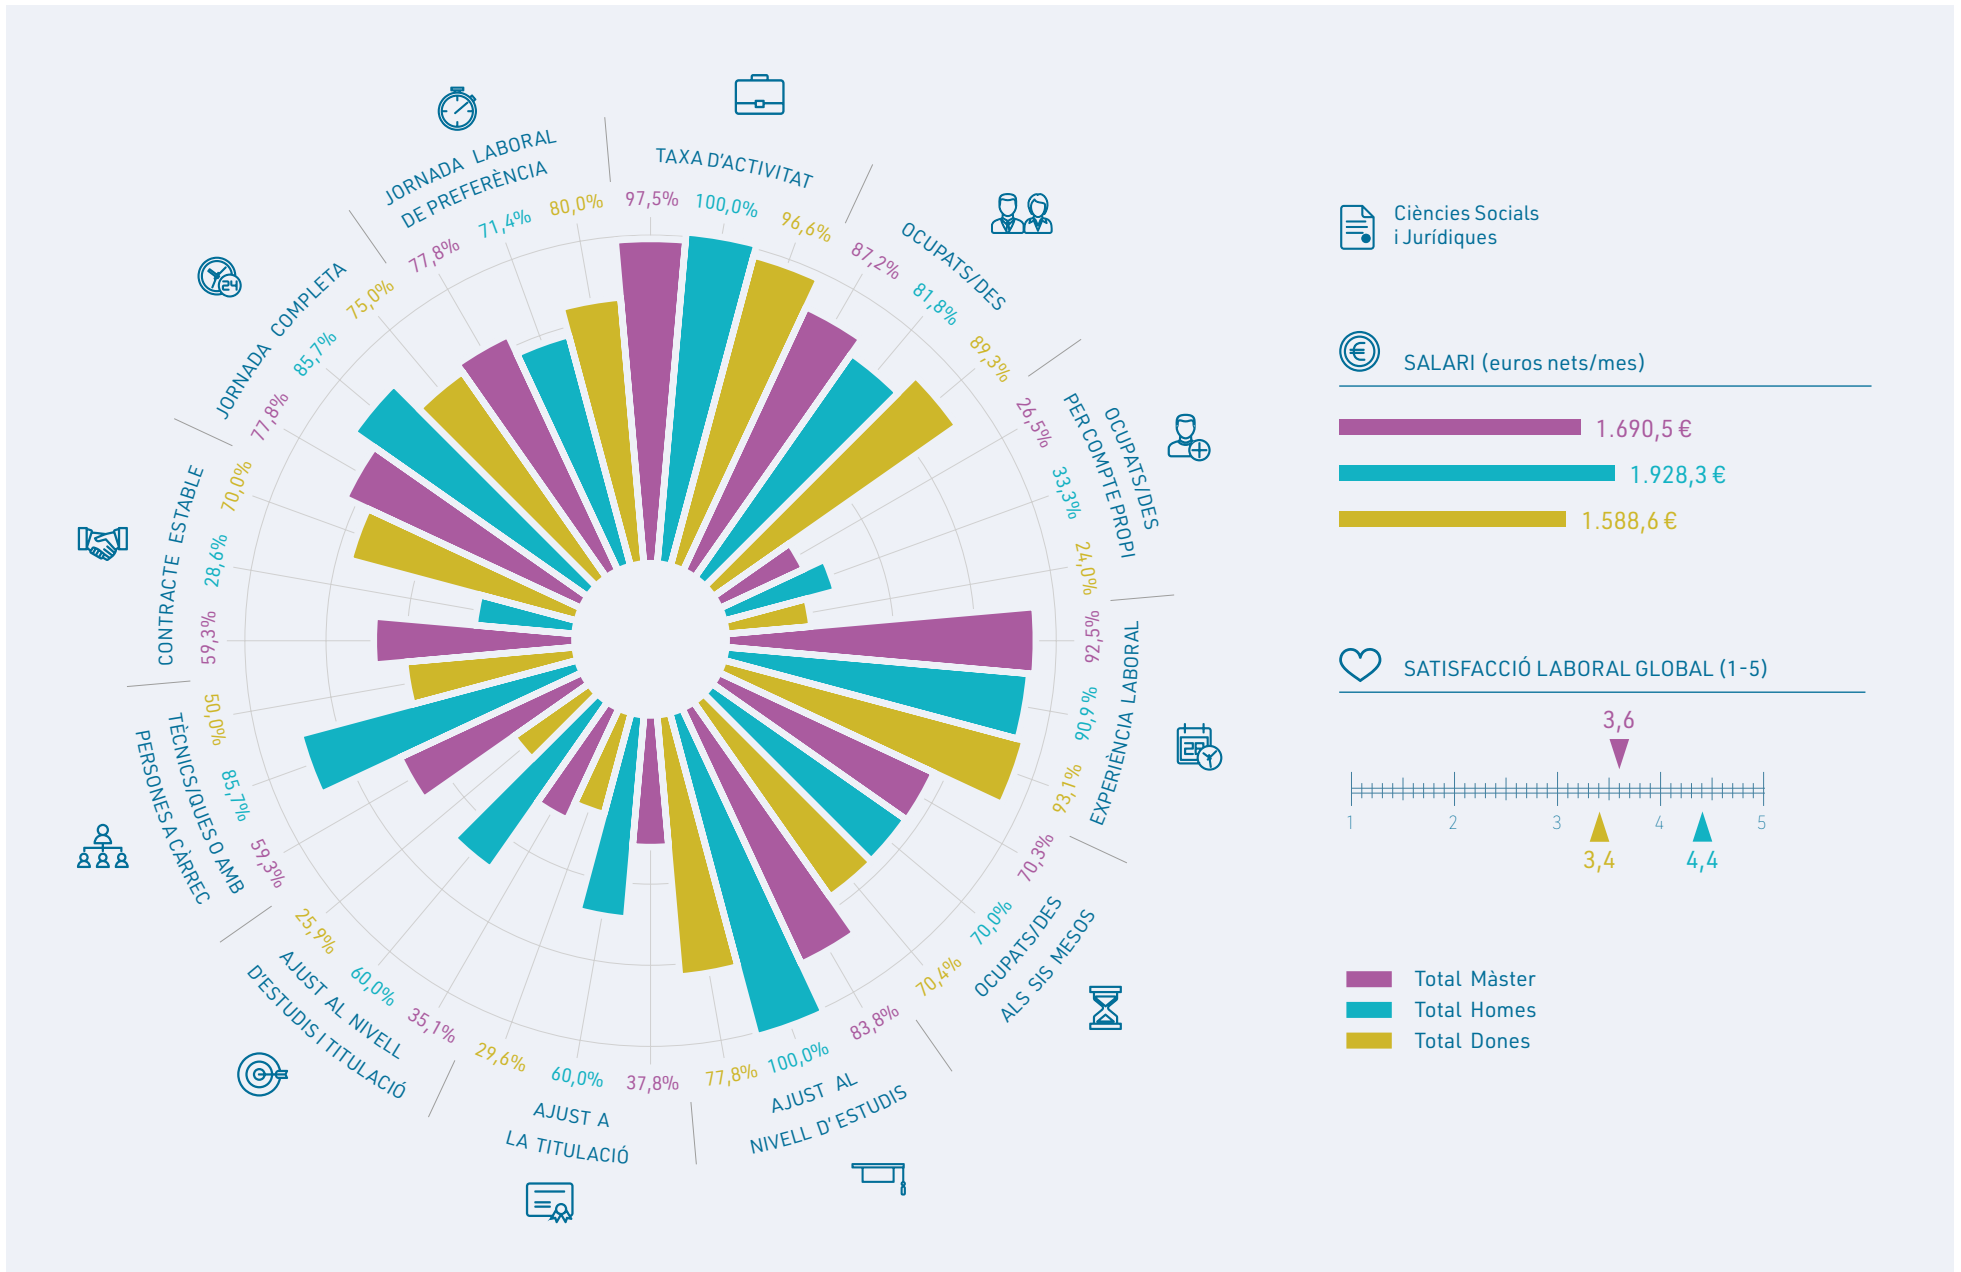 TAXA D'ACTIVITAT
97,5%
100,0%
96,6%
OCUPATS/DES
87,2%
81,8%
89,3%
OCUPATS/DES
PER COMPTE PROPI
26,5%
33,3%
24,0%
EXPERIÈNCIA LABORAL
92,5%
90,9 %
93,1%
OCUPATS/DES
ALS SIS MESOS
70,3%
70,0%
70,4%
AJUST AL
NIVELL D' ESTUDIS
83,8%
100,0%
77,8%
AJUST A
LA TITULACIÓ
37,8%
60,0%
29,6%
AJUST AL NIVELL
D'ESTUDIS I TITULACIÓ
35,1%
60,0%
25,9%
TÈCNICS/QUES O AMB
PERSONES A CÀRREC
59,3%
85,7%
50,0%
CONTRACTE ESTABLE
59,3%
28,6%
70,0%
JORNADA COMPLETA
77,8%
85,7%
75,0%
JORNADA LABORAL
DE PREFERÈNCIA
77,8%
71,4%
80,0%
24
Ciències Socials
i Jurídiques
SALARI (euros nets/mes)
1.690,5 €
1.928,3 €
1.588,6 €
SATISFACCIÓ LABORAL GLOBAL (1-5)
3,6
1 2 3 4 5
3,4 4,4
Total Màster
Total Homes
Total Dones